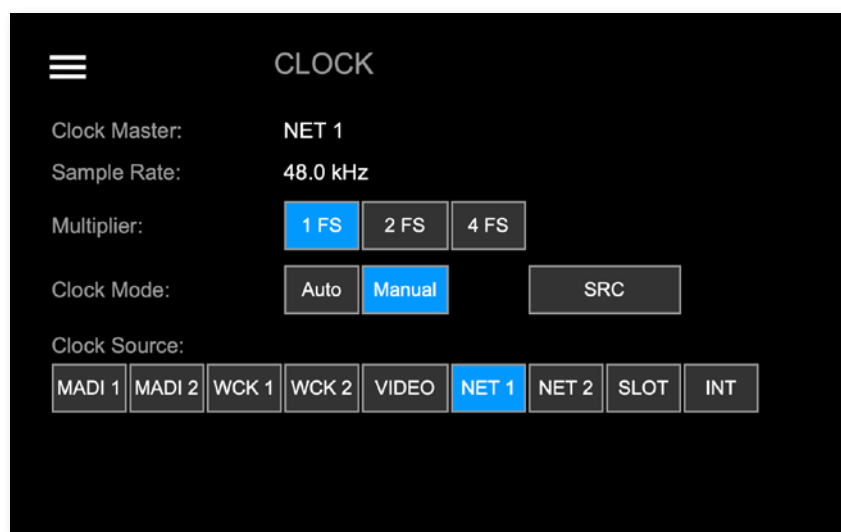 CLOCK
Clock Master: NET 1
Sample Rate: 48.0 kHz
Multiplier: 1 FS 2 FS 4 FS
Clock Mode: Auto Manual SRC
Clock Source:
MADI 1 MADI 2 WCK 1 WCK 2 VIDEO NET 1 NET 2 SLOT INT